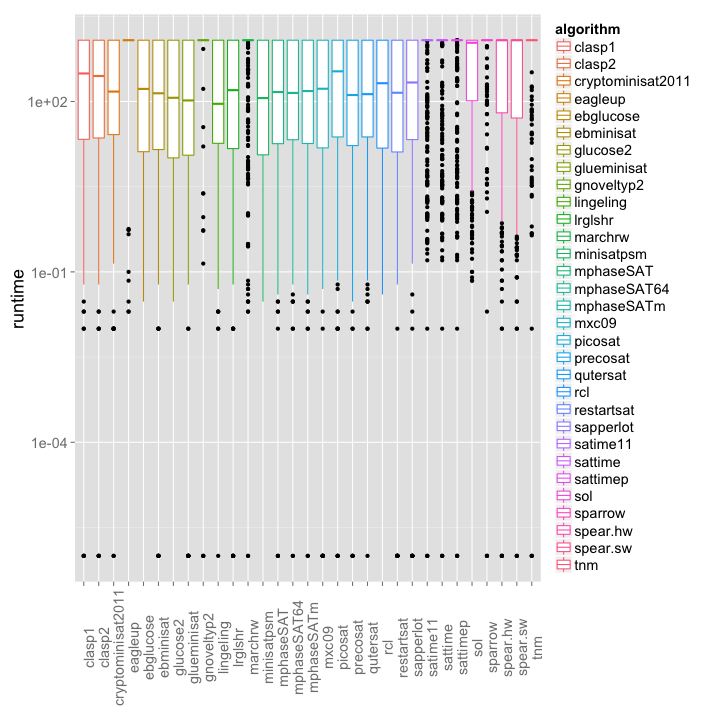 algorithm
clasp1
clasp2
cryptominisat2011
eagleup
ebglucose
ebminisat
glucose2
glueminisat
gnoveltyp2
lingeling
lrglshr
marchrw
minisatpsm
mphaseSAT
mphaseSAT64
mphaseSATm
mxc09
picosat
precosat
qutersat
rcl
restartsat
sapperlot
satime11
sattime
sattimep
sol
sparrow
spear.hw
spear.sw
tnm
runtime
1e+02
1e-01
1e-04
clasp1
clasp2
cryptominisat2011
eagleup
ebglucose
ebminisat
glucose2
glueminisat
gnoveltyp2
lingeling
lrglshr
marchrw
minisatpsm
mphaseSAT
mphaseSAT64
mphaseSATm
mxc09
picosat
precosat
qutersat
rcl
restartsat
sapperlot
satime11
sattime
sattimep
sol
sparrow
spear.hw
spear.sw
tnm